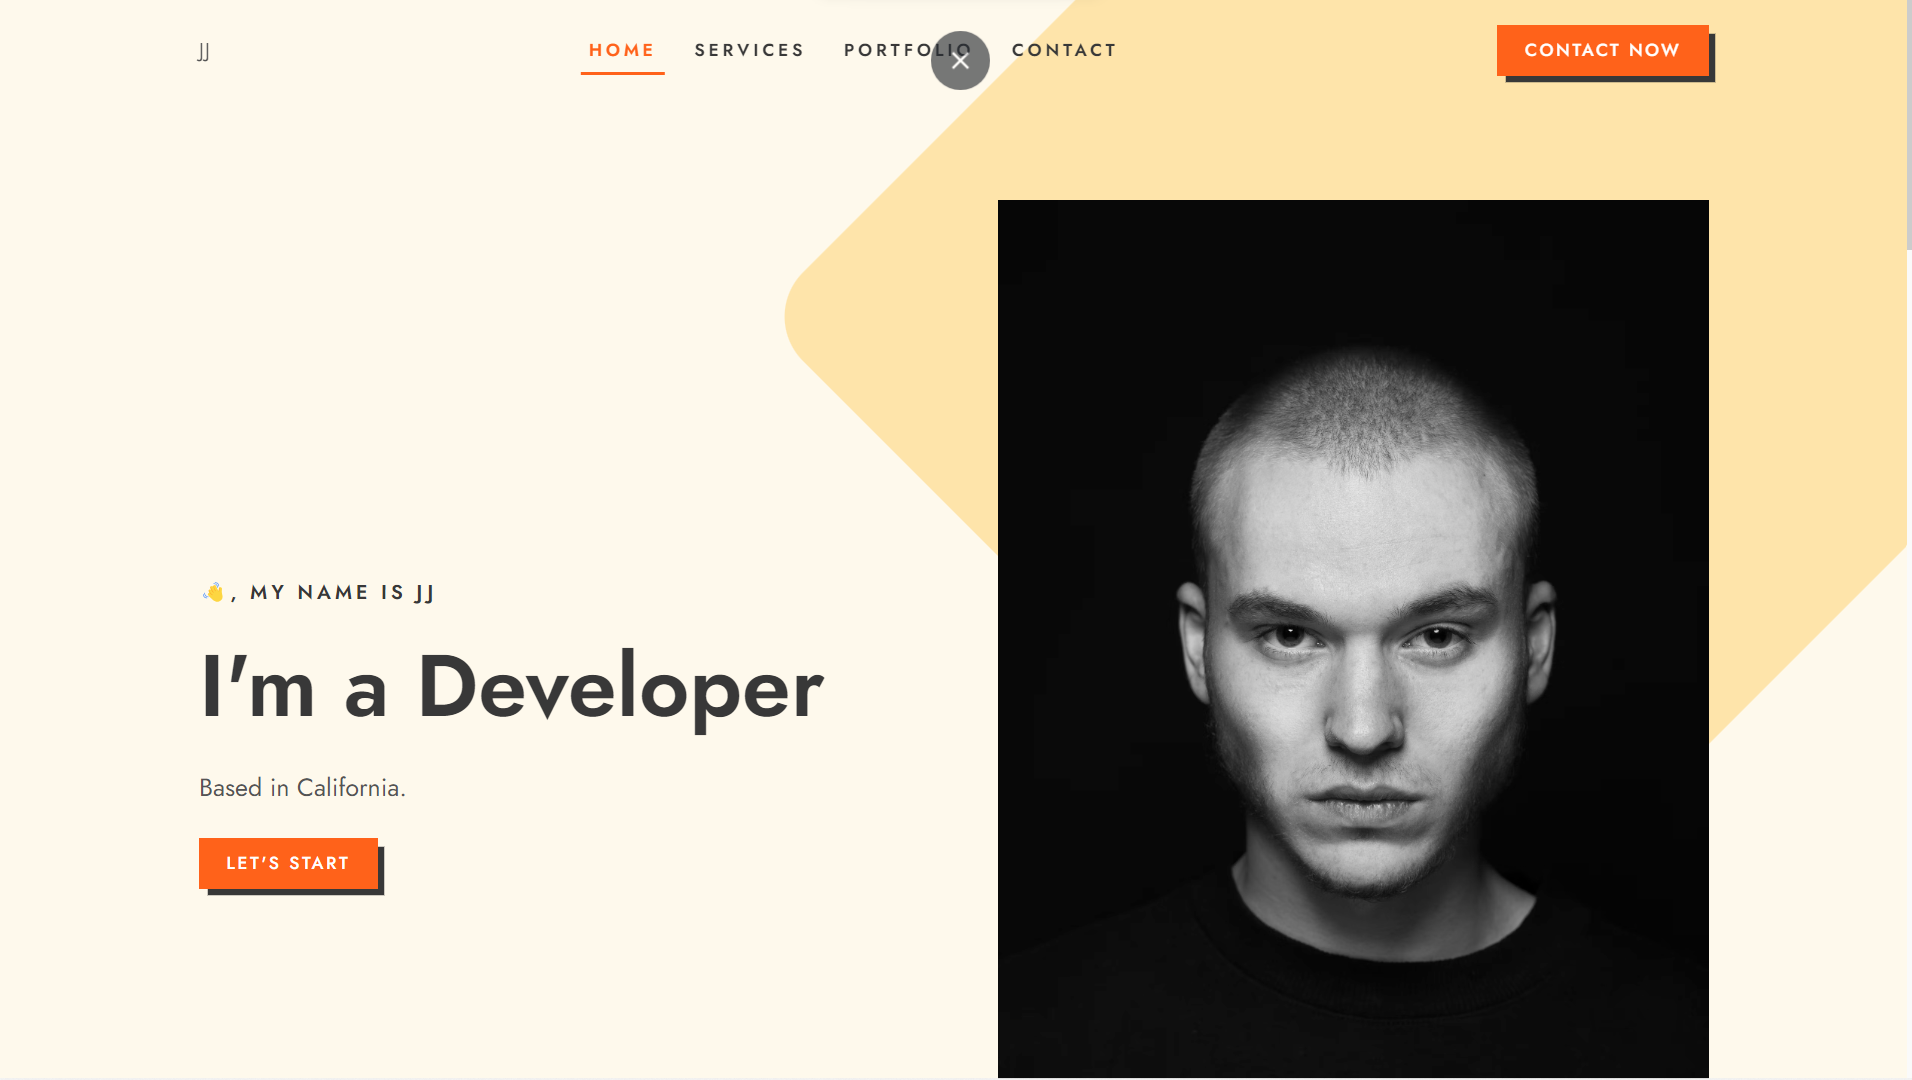 JJ
HOME SERVICES PORTFOLIO CONTACT
CONTACT NOW
👋, MY NAME IS JJ
I'm a Developer
Based in California.
LET'S START